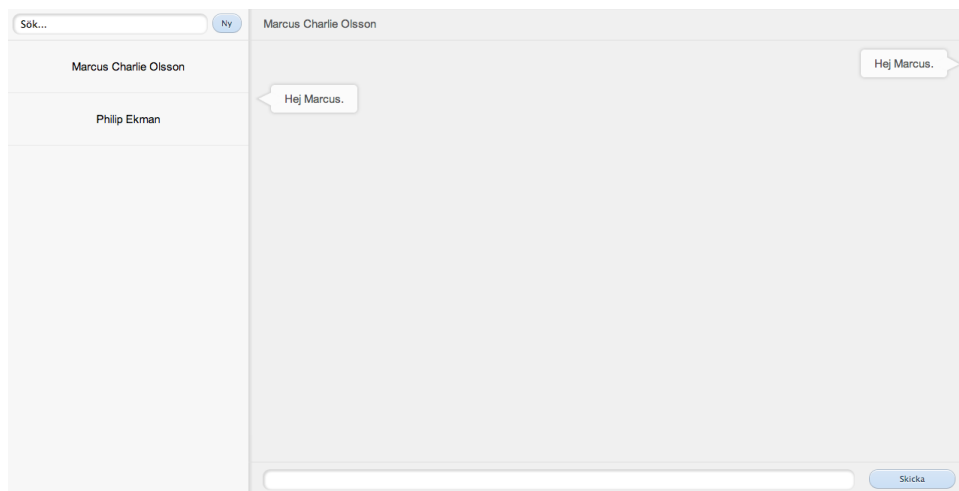 Sök...
Ny
Marcus Charlie Olsson
Philip Ekman
Marcus Charlie Olsson
Hej Marcus.
Hej Marcus.
Skicka